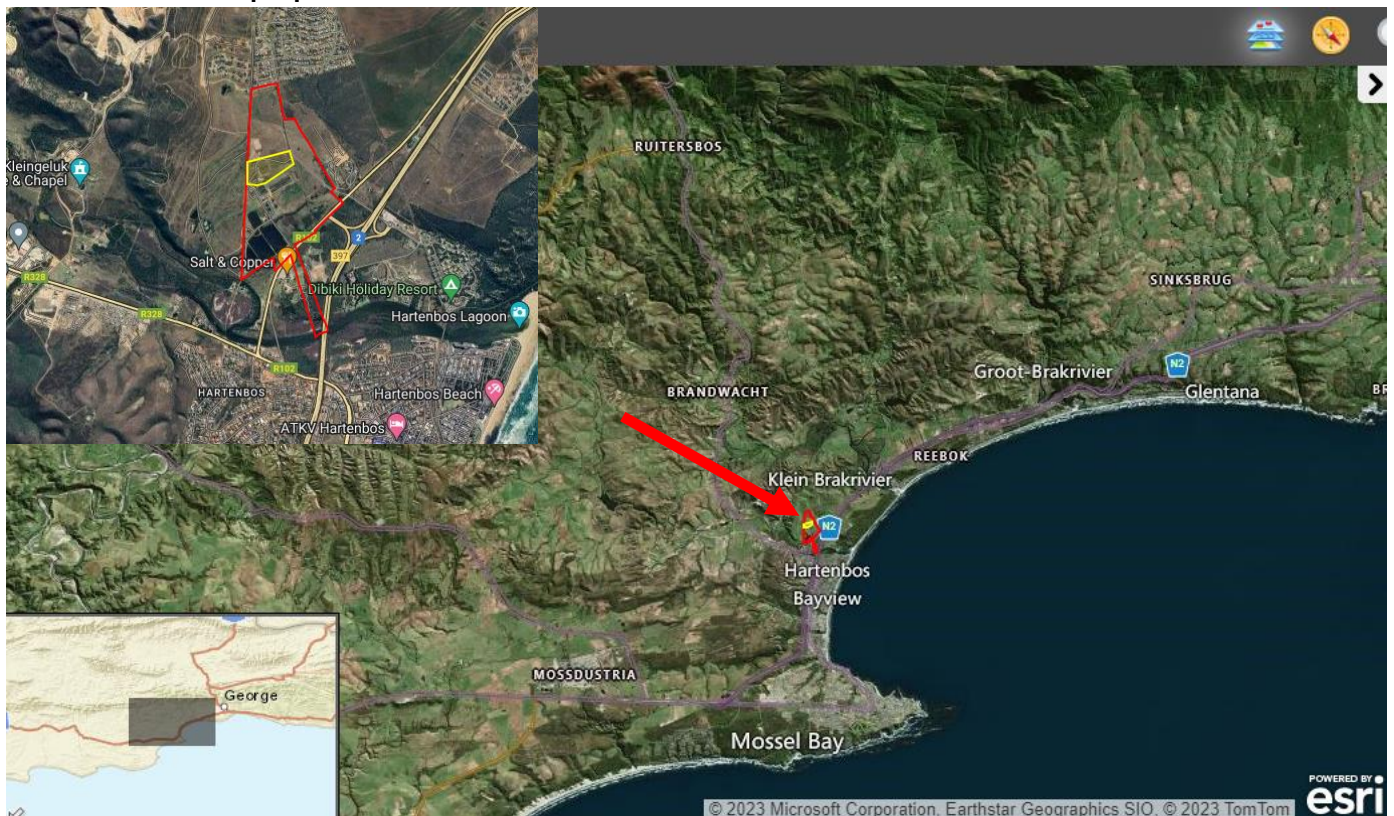 Kleingeluk
e & Chapel
R328
R328
Salt & Copper
R102
2
397
Dibiki Holiday Resort
Hartenbos Lagoon
R102
HARTENBOS
Hartenbos Beach
ATKV Hartenbos
RUITERSBOS
SINKSBRUG
BRANDWACHT
Groot-Brakrivier
N2
Glentana
BR
REEBOK
Klein Brakrivier
N2
Hartenbos
Bayview
MOSSDUSTRIA
Mossel Bay
George
POWERED BY
esri
© 2023 Microsoft Corporation, Earthstar Geographics SIO, © 2023 TomTom